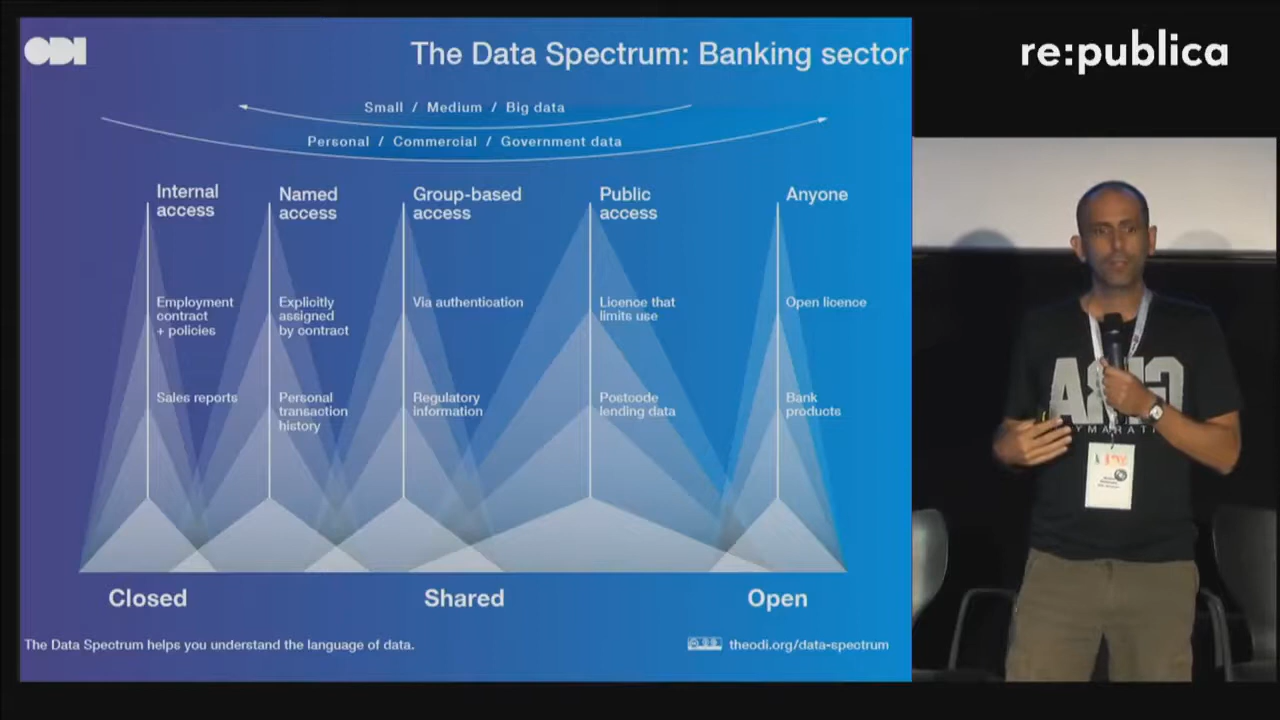 ODI
The Data Spectrum: Banking sector
re:publica
Small / Medium / Big data
Personal / Commercial / Government data
Internal
access
Named
access
Group-based
access
Public
access
Anyone
Employment
contract
+ policies
Explicitly
assigned
by contract
Via authentication
Licence that
limits use
Open licence
Sales reports
Personal
transaction
history
Regulatory
information
Postcode
lending data
Bank
products
Closed
Shared
Open
The Data Spectrum helps you understand the language of data.
theodi.org/data-spectrum